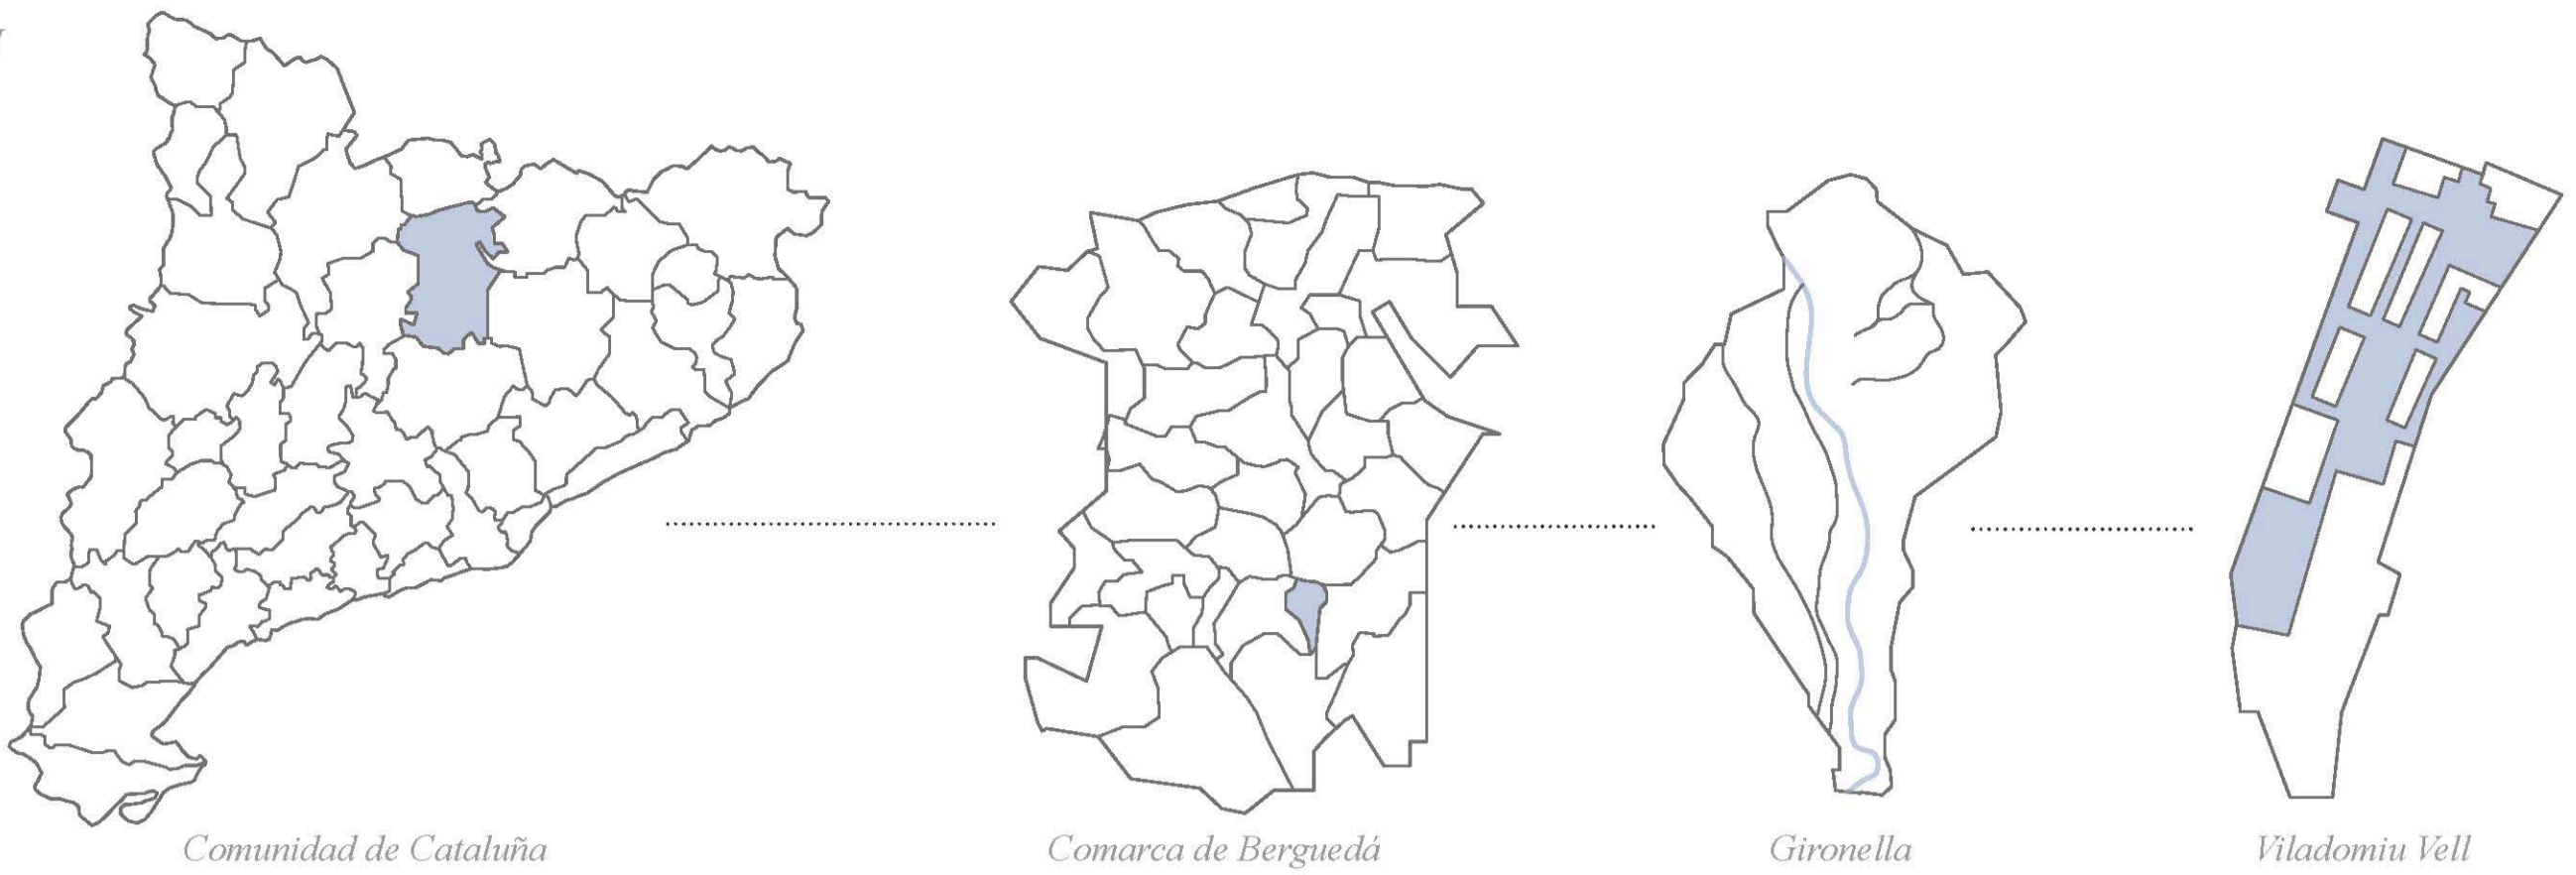 Comunidad de Cataluña
Comarca de Berguedá
Gironella
Viladomiu Vell